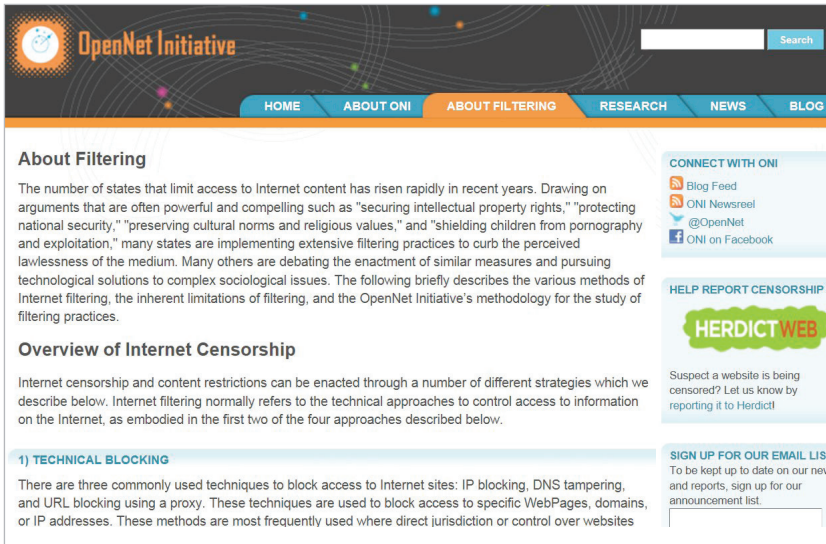 OpenNet Initiative
Search
HOME ABOUT ONI ABOUT FILTERING RESEARCH NEWS BLOG
About Filtering
The number of states that limit access to Internet content has risen rapidly in recent years. Drawing on
arguments that are often powerful and compelling such as "securing intellectual property rights," "protecting
national security," "preserving cultural norms and religious values," and "shielding children from pornography
and exploitation," many states are implementing extensive filtering practices to curb the perceived
lawlessness of the medium. Many others are debating the enactment of similar measures and pursuing
technological solutions to complex sociological issues. The following briefly describes the various methods of
Internet filtering, the inherent limitations of filtering, and the OpenNet Initiative's methodology for the study of
filtering practices.
Overview of Internet Censorship
Internet censorship and content restrictions can be enacted through a number of different strategies which we
describe below. Internet filtering normally refers to the technical approaches to control access to information
on the Internet, as embodied in the first two of the four approaches described below.
1) TECHNICAL BLOCKING
There are three commonly used techniques to block access to Internet sites: IP blocking, DNS tampering,
and URL blocking using a proxy. These techniques are used to block access to specific WebPages, domains,
or IP addresses. These methods are most frequently used where direct jurisdiction or control over websites
CONNECT WITH ONI
Blog Feed
ONI Newsreel
@OpenNet
ONI on Facebook
HELP REPORT CENSORSHIP
HERDICTWEB
Suspect a website is being
censored? Let us know by
reporting it to Herdict!
SIGN UP FOR OUR EMAIL LIS
To be kept up to date on our nev
and reports, sign up for our
announcement list.